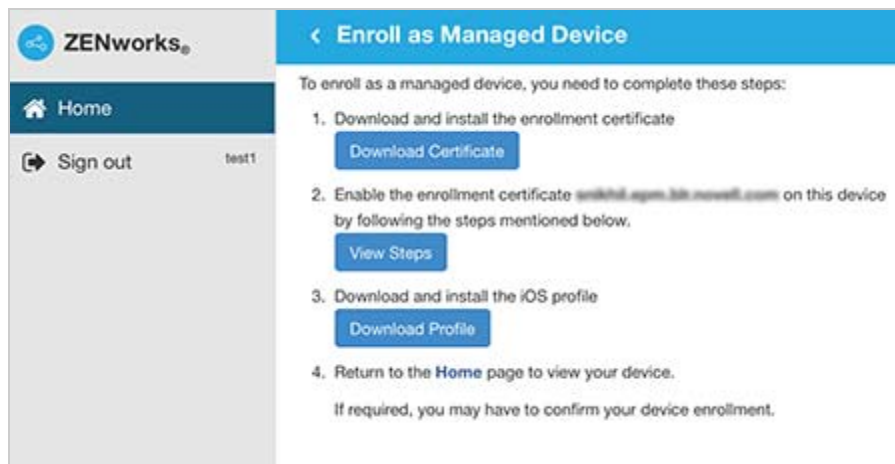 ZENworks®
Home
Sign out test1
Enroll as Managed Device
To enroll as a managed device, you need to complete these steps:
1. Download and install the enrollment certificate
Download Certificate
2. Enable the enrollment certificate on this device
by following the steps mentioned below.
View Steps
3. Download and install the iOS profile
Download Profile
4. Return to the Home page to view your device.
If required, you may have to confirm your device enrollment.